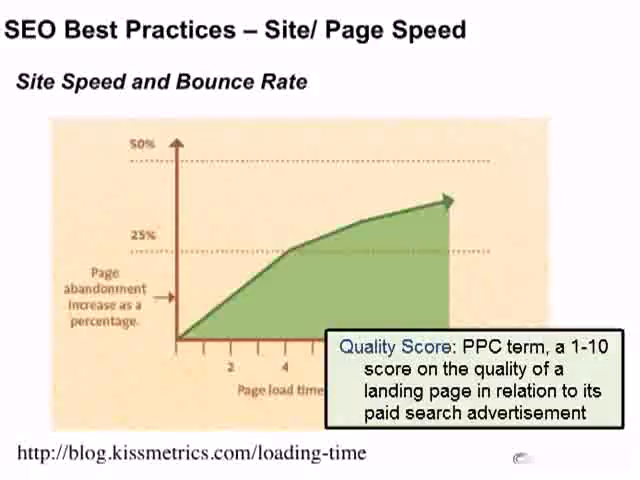 SEO Best Practices – Site/ Page Speed
Site Speed and Bounce Rate
50%
25%
Page
abandonment
increase as a
percentage.
2
4
Page load time
Quality Score: PPC term, a 1-10
score on the quality of a
landing page in relation to its
paid search advertisement
http://blog.kissmetrics.com/loading-time